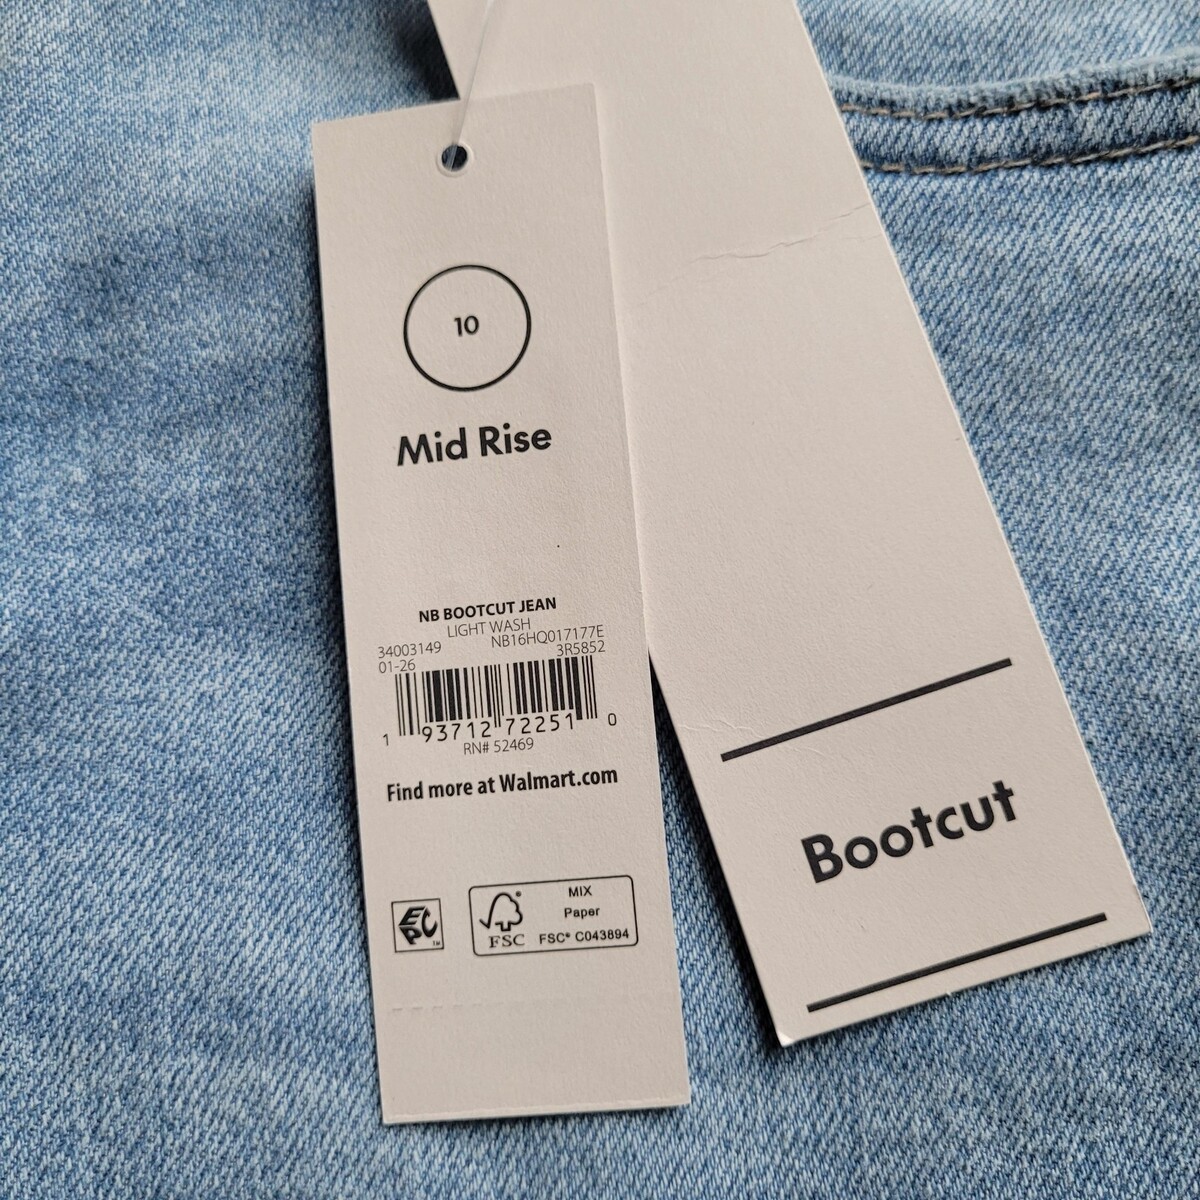 10
Mid Rise
NB BOOTCUT JEAN
LIGHT WASH
34003149 NB16HQ017177E
01-26 3R5852
1 93712 72251 0
RN# 52469
Find more at Walmart.com
EPC™
FSC®
MIX
Paper
FSC® C043894
Bootcut